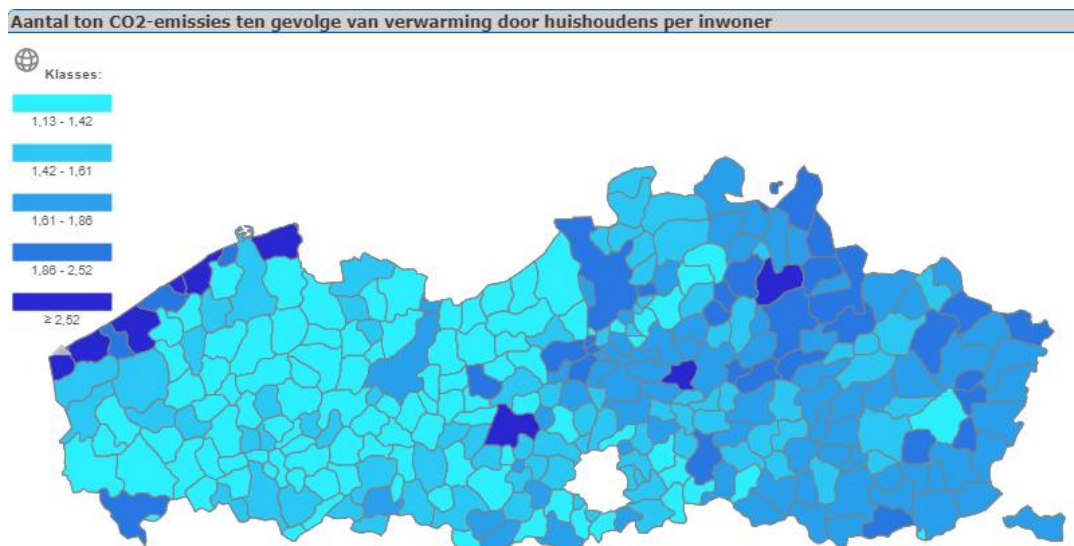 Aantal ton CO2-emissies ten gevolge van verwarming door huishoudens per inwoner
Klasses:
1,13 - 1,42
1,42 - 1,61
1,61 - 1,86
1,86 - 2,52
≥ 2,52